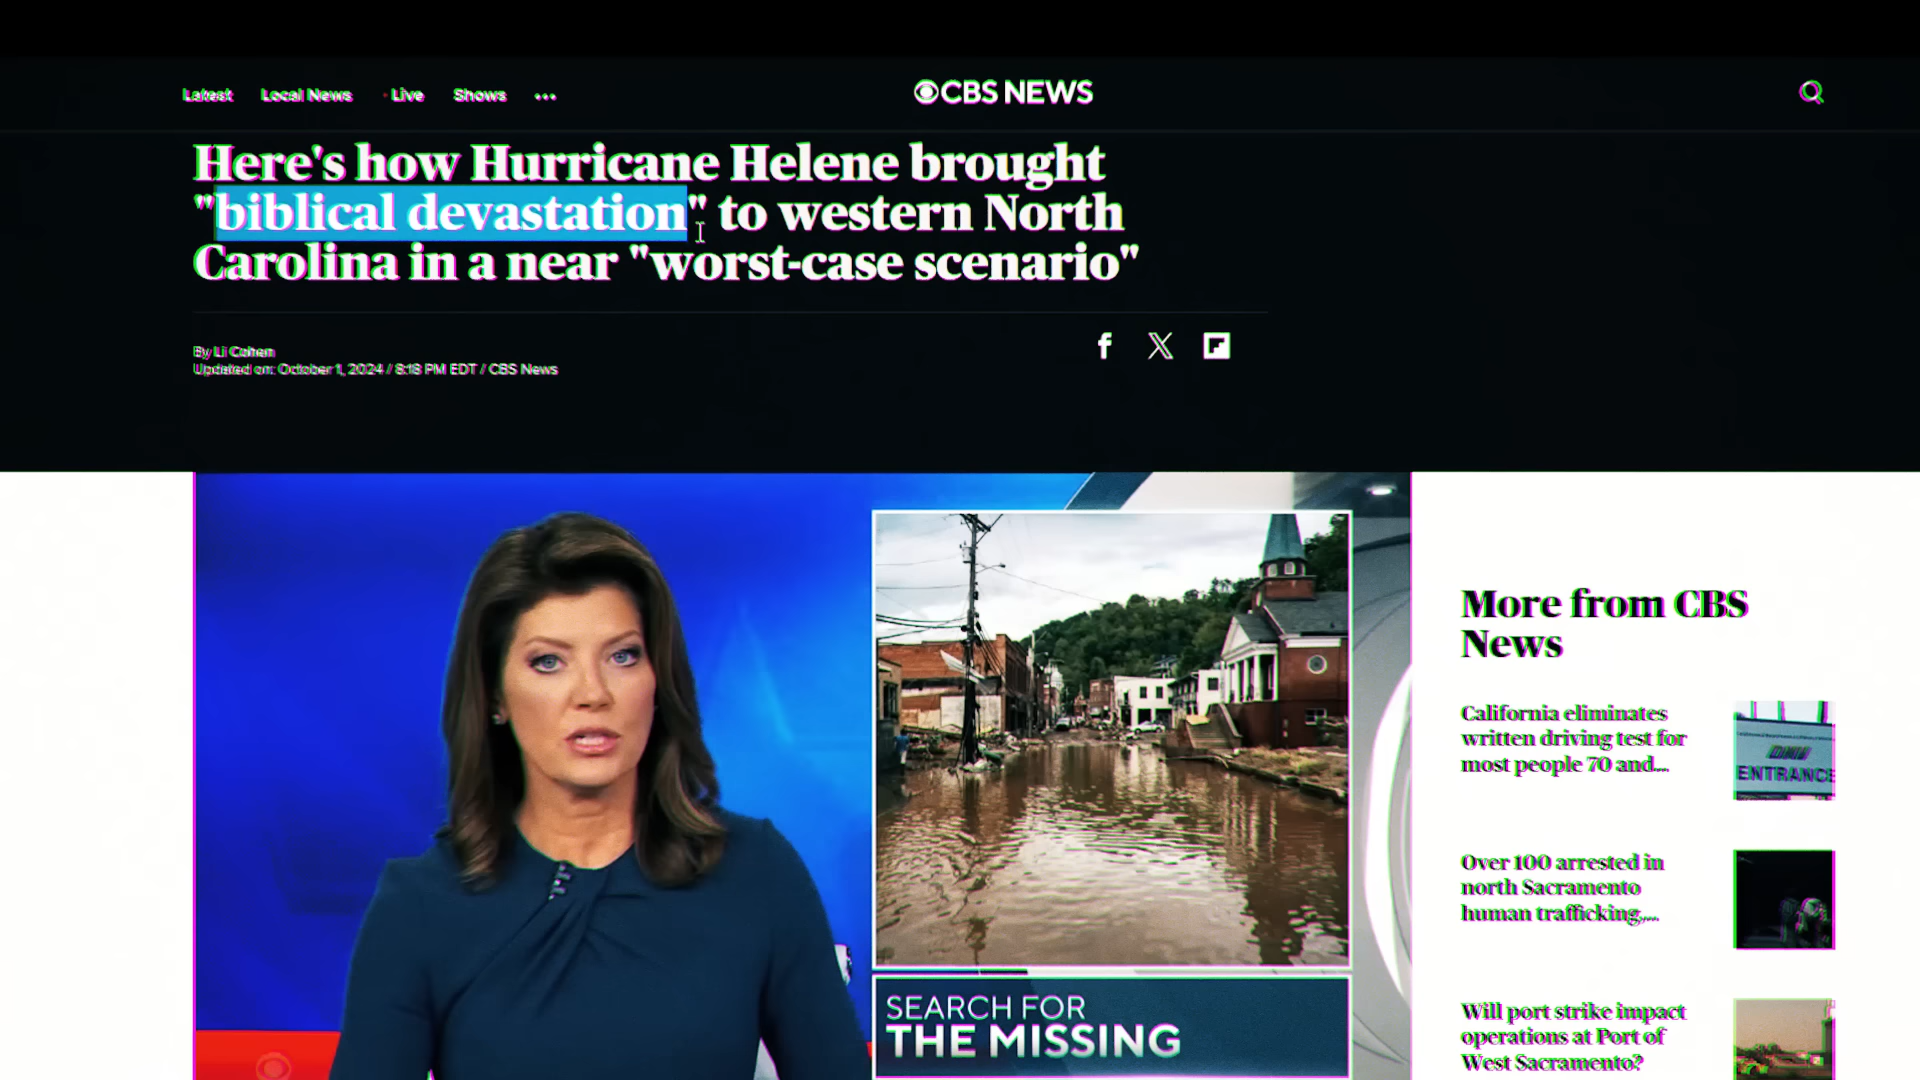 Latest Local News Live Shows ...
CBS NEWS
Here's how Hurricane Helene brought
"biblical devastation" to western North
Carolina in a near "worst-case scenario"
By Li Cohen
Updated on: October 1, 2024 / 8:18 PM EDT / CBS News
SEARCH FOR
THE MISSING
More from CBS
News
California eliminates
written driving test for
most people 70 and...
DMV
ENTRANCE
Over 100 arrested in
north Sacramento
human trafficking,...
Will port strike impact
operations at Port of
West Sacramento?